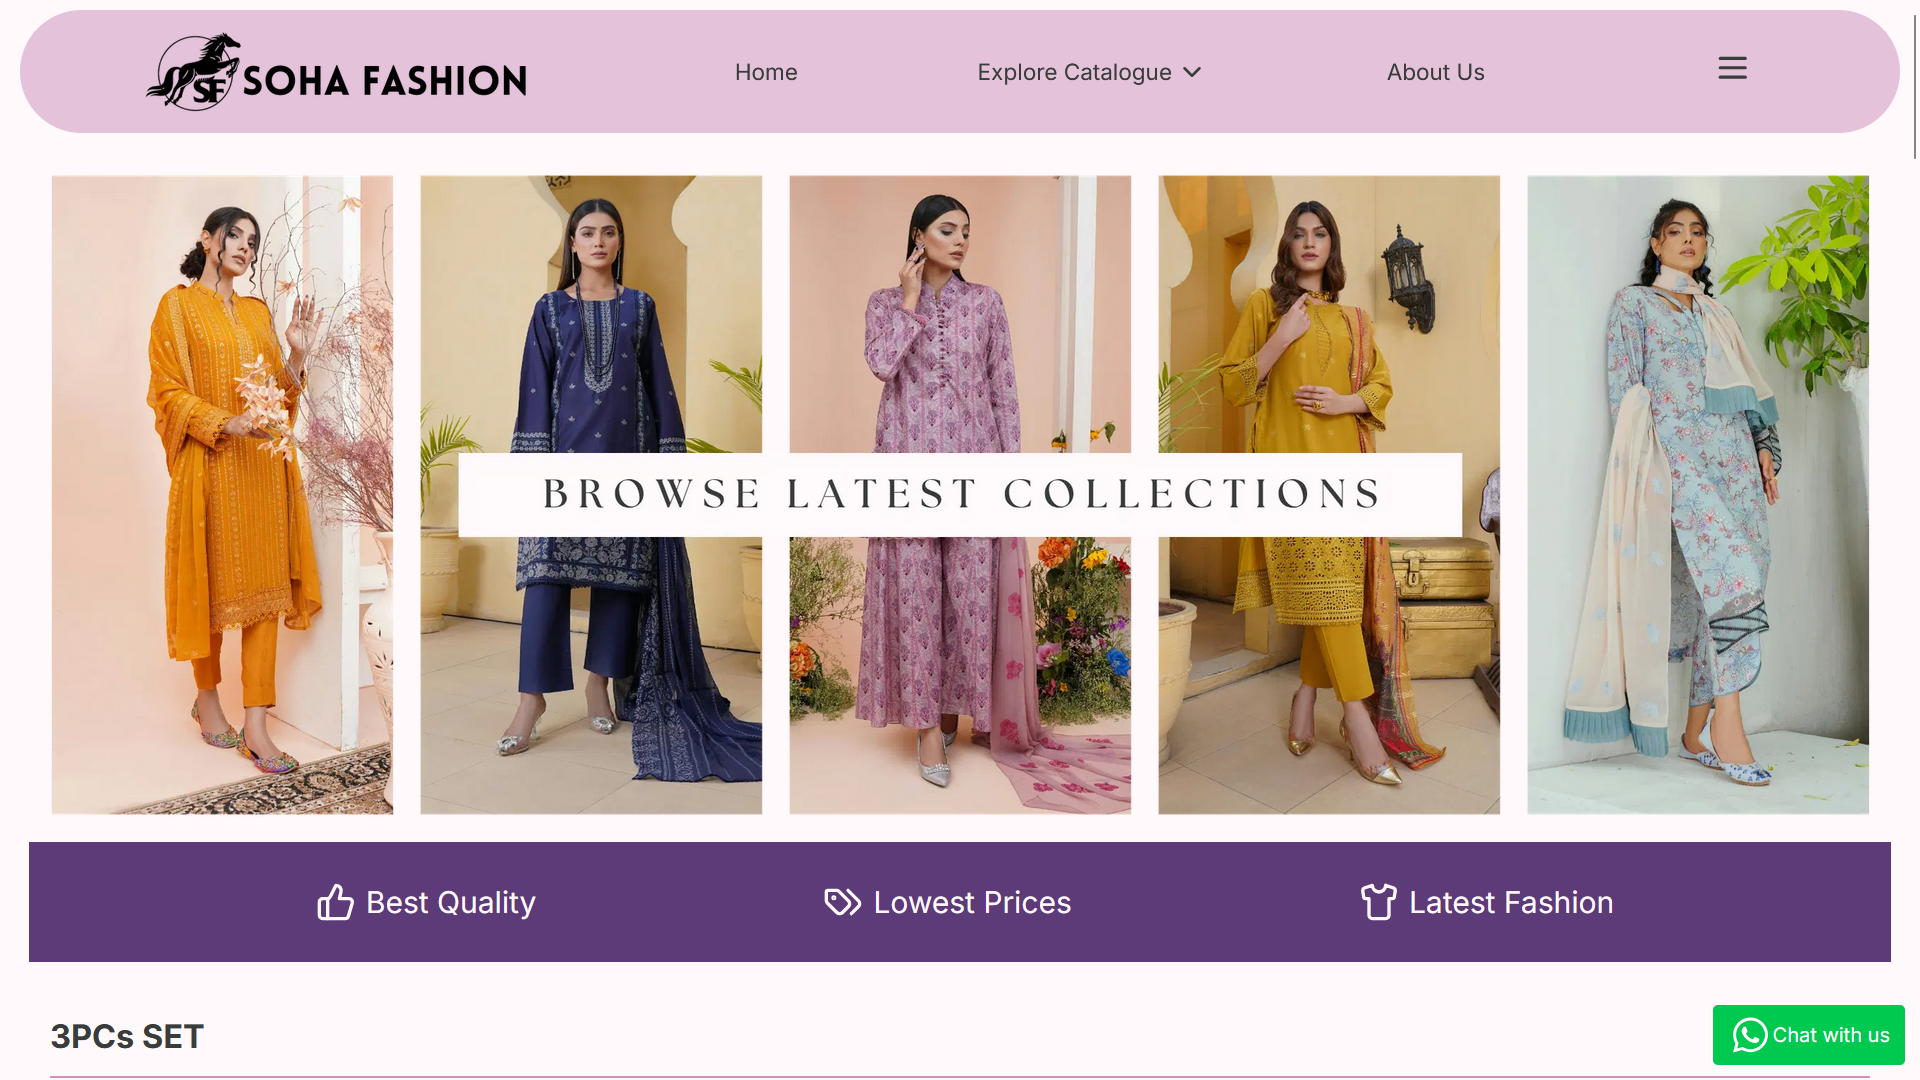 SF SOHA FASHION
Home
Explore Catalogue
About Us
BROWSE LATEST COLLECTIONS
Best Quality
Lowest Prices
Latest Fashion
3PCs SET
Chat with us